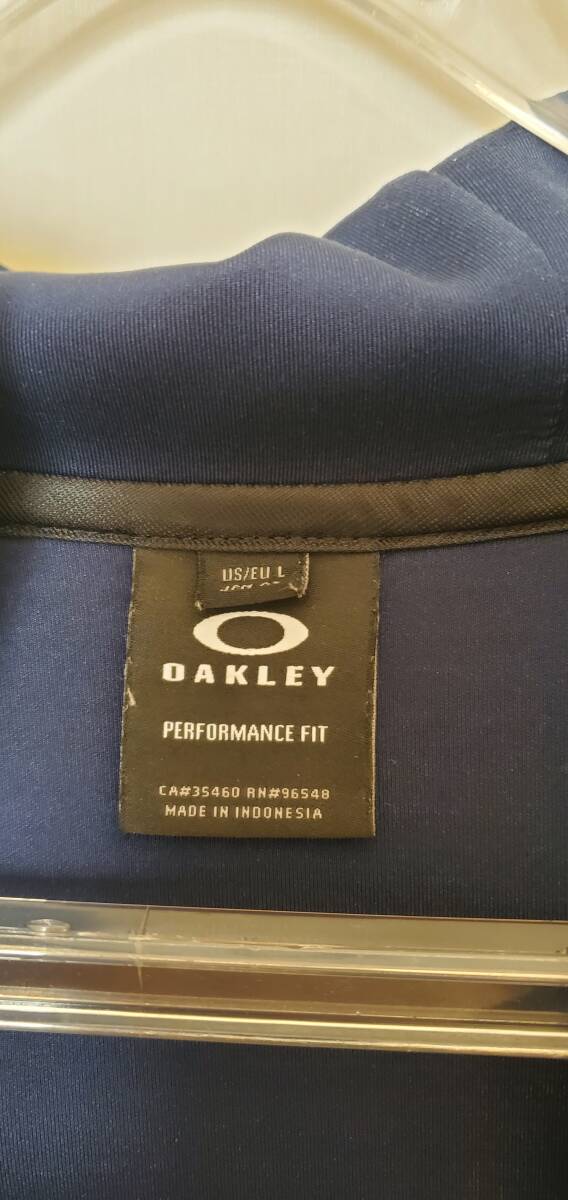 US/EU L
OAKLEY
PERFORMANCE FIT
CA#35460 RN#96548
MADE IN INDONESIA